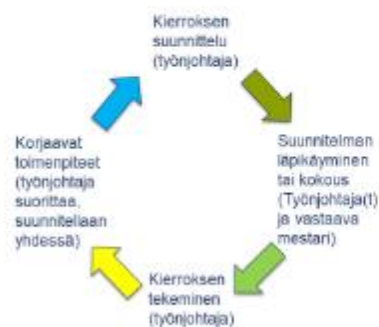 Kierroksen
suunnittelu
(työnjohtaja)
Suunnitelman
läpikäyminen
tai kokous
(Työnjohtaja(t)
ja vastaava
mestari)
Kierroksen
tekeminen
(työnjohtaja)
Korjaavat
toimenpiteet
(työnjohtaja
suorittaa,
suunnitellaan
yhdessä)